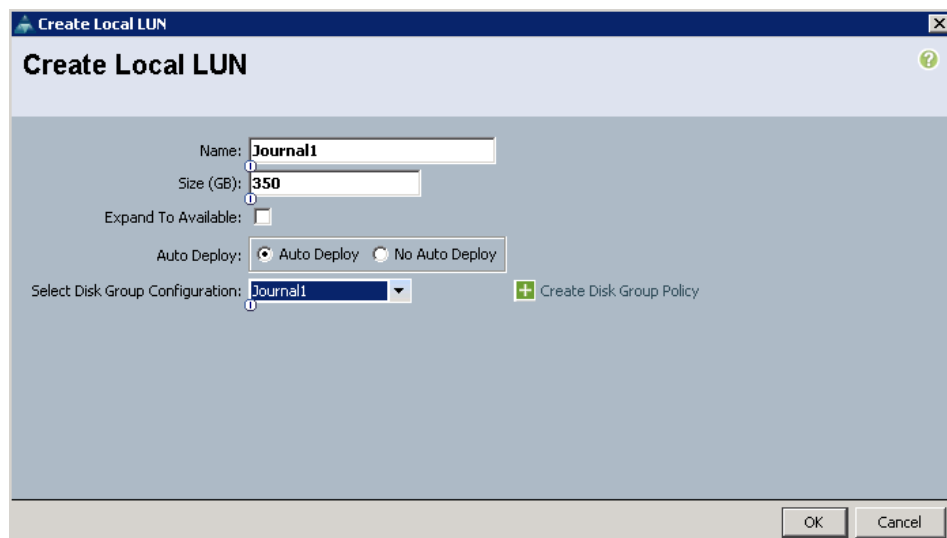 Create Local LUN
Create Local LUN
Name: Journal1
Size (GB): 350
Expand To Available:
Auto Deploy: Auto Deploy No Auto Deploy
Select Disk Group Configuration: Journal1 Create Disk Group Policy
OK Cancel